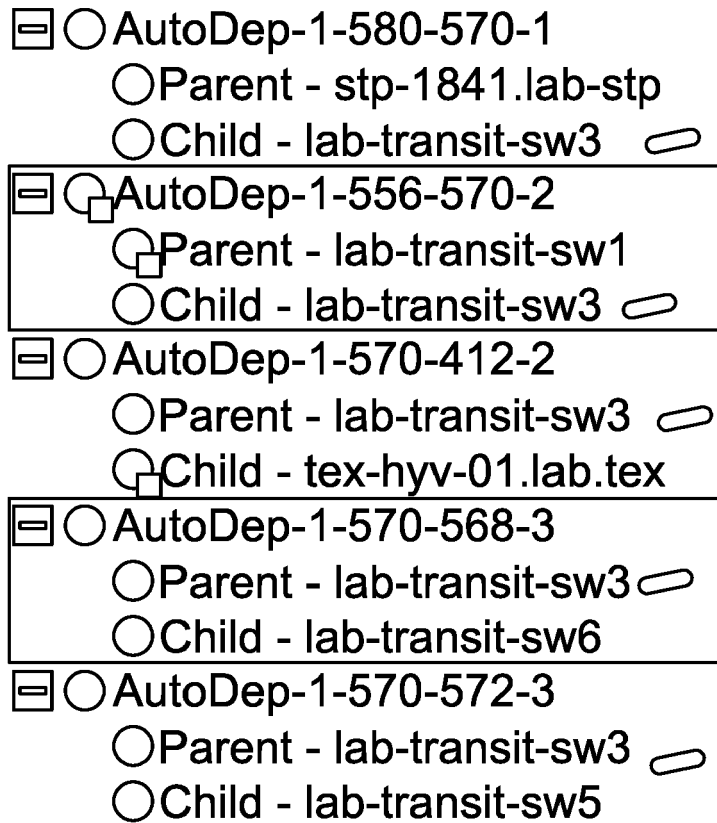 AutoDep-1-580-570-1
Parent - stp-1841.lab-stp
Child - lab-transit-sw3
AutoDep-1-556-570-2
Parent - lab-transit-sw1
Child - lab-transit-sw3
AutoDep-1-570-412-2
Parent - lab-transit-sw3
Child - tex-hyv-01.lab.tex
AutoDep-1-570-568-3
Parent - lab-transit-sw3
Child - lab-transit-sw6
AutoDep-1-570-572-3
Parent - lab-transit-sw3
Child - lab-transit-sw5